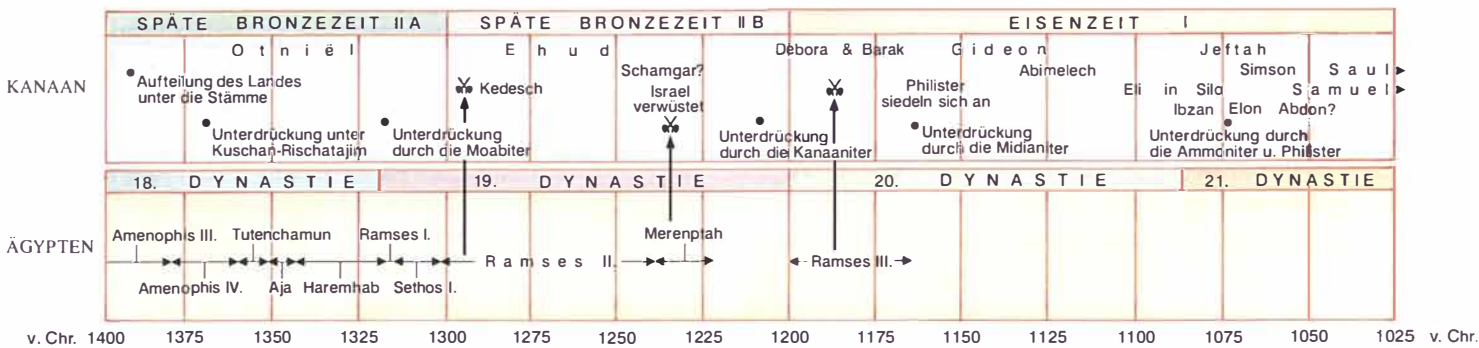 SPÄTE BRONZEZEIT IIA
SPÄTE BRONZEZEIT IIB
EISENZEIT I
KANAAN
Otniël
Ehud
Debora & Barak
Gideon
Jeftah
Aufteilung des Landes
unter die Stämme
Kedesch
Schamgar?
Israel
verwüstet
Philister
siedeln sich an
Abimelech
Simson
Saul
Eli in Silo
Samuel
Ibzan
Elon
Abdon?
Unterdrückung unter
Kuschan-Rischatajim
Unterdrückung
durch die Moabiter
Unterdrückung
durch die Kanaaniter
Unterdrückung
durch die Midianiter
Unterdrückung durch
die Ammoniter u. Philister
18. DYNASTIE
19. DYNASTIE
20. DYNASTIE
21. DYNASTIE
ÄGYPTEN
Amenophis III.
Tutenchamun
Ramses I.
Merenptah
Ramses II.
Ramses III.
Amenophis IV.
Aja
Haremhab
Sethos I.
v. Chr. 1400 1375 1350 1325 1300 1275 1250 1225 1200 1175 1150 1125 1100 1075 1050 1025 v. Chr.